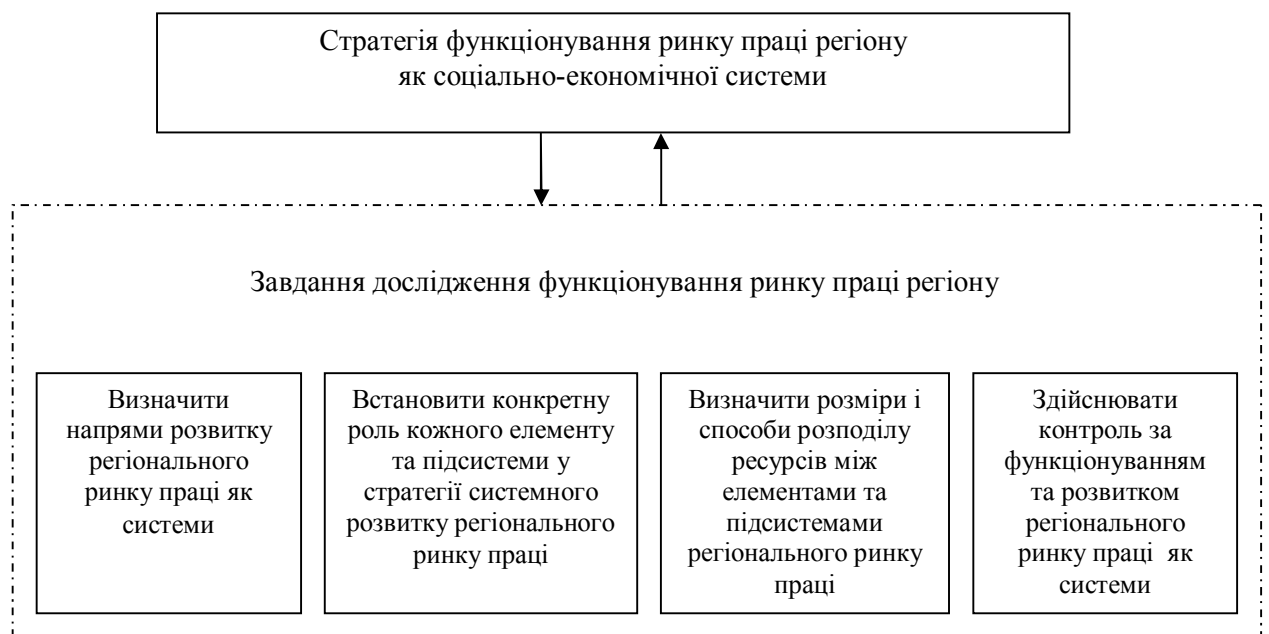 Стратегія функціонування ринку праці регіону
як соціально-економічної системи
Завдання дослідження функціонування ринку праці регіону
Визначити
напрями розвитку
регіонального
ринку праці як
системи
Встановити конкретну
роль кожного елементу
та підсистеми у
стратегії системного
розвитку регіонального
ринку праці
Визначити розміри і
способи розподілу
ресурсів між
елементами та
підсистемами
регіонального ринку
праці
Здійснювати
контроль за
функціонуванням
та розвитком
регіонального
ринку праці як
системи